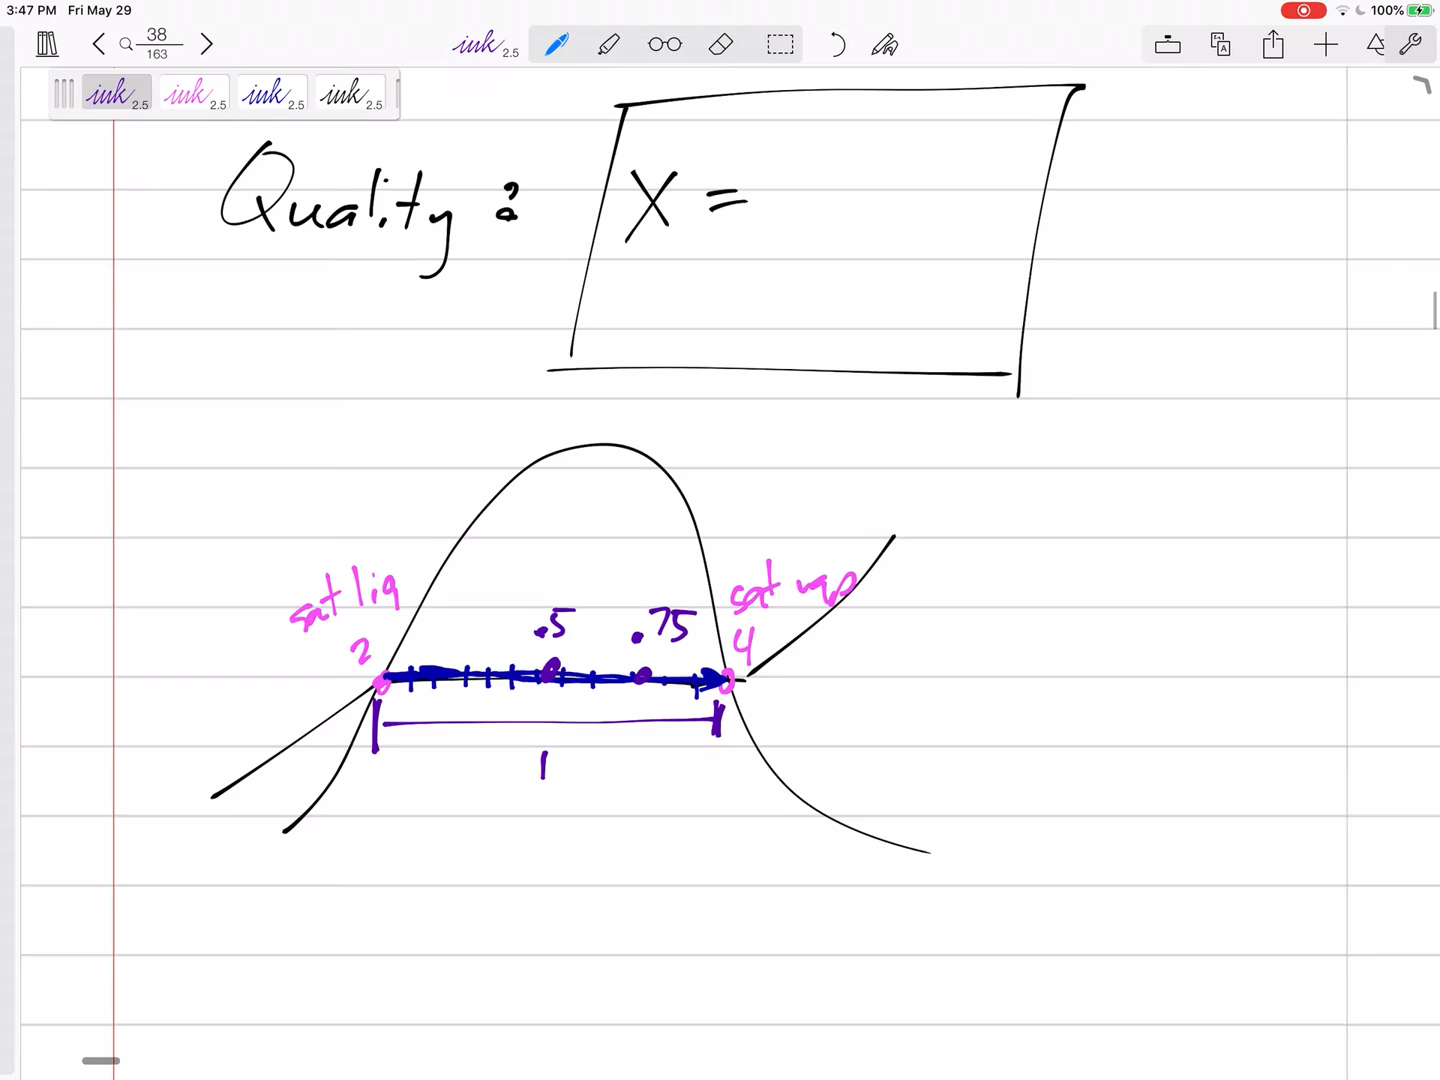 3:47 PM Fri May 29
100%
38
163
ink 2.5
ink 2.5
ink 2.5
ink 2.5
ink 2.5
Quality : X =
sat liq
sat vap
.5
.75
2
4
1